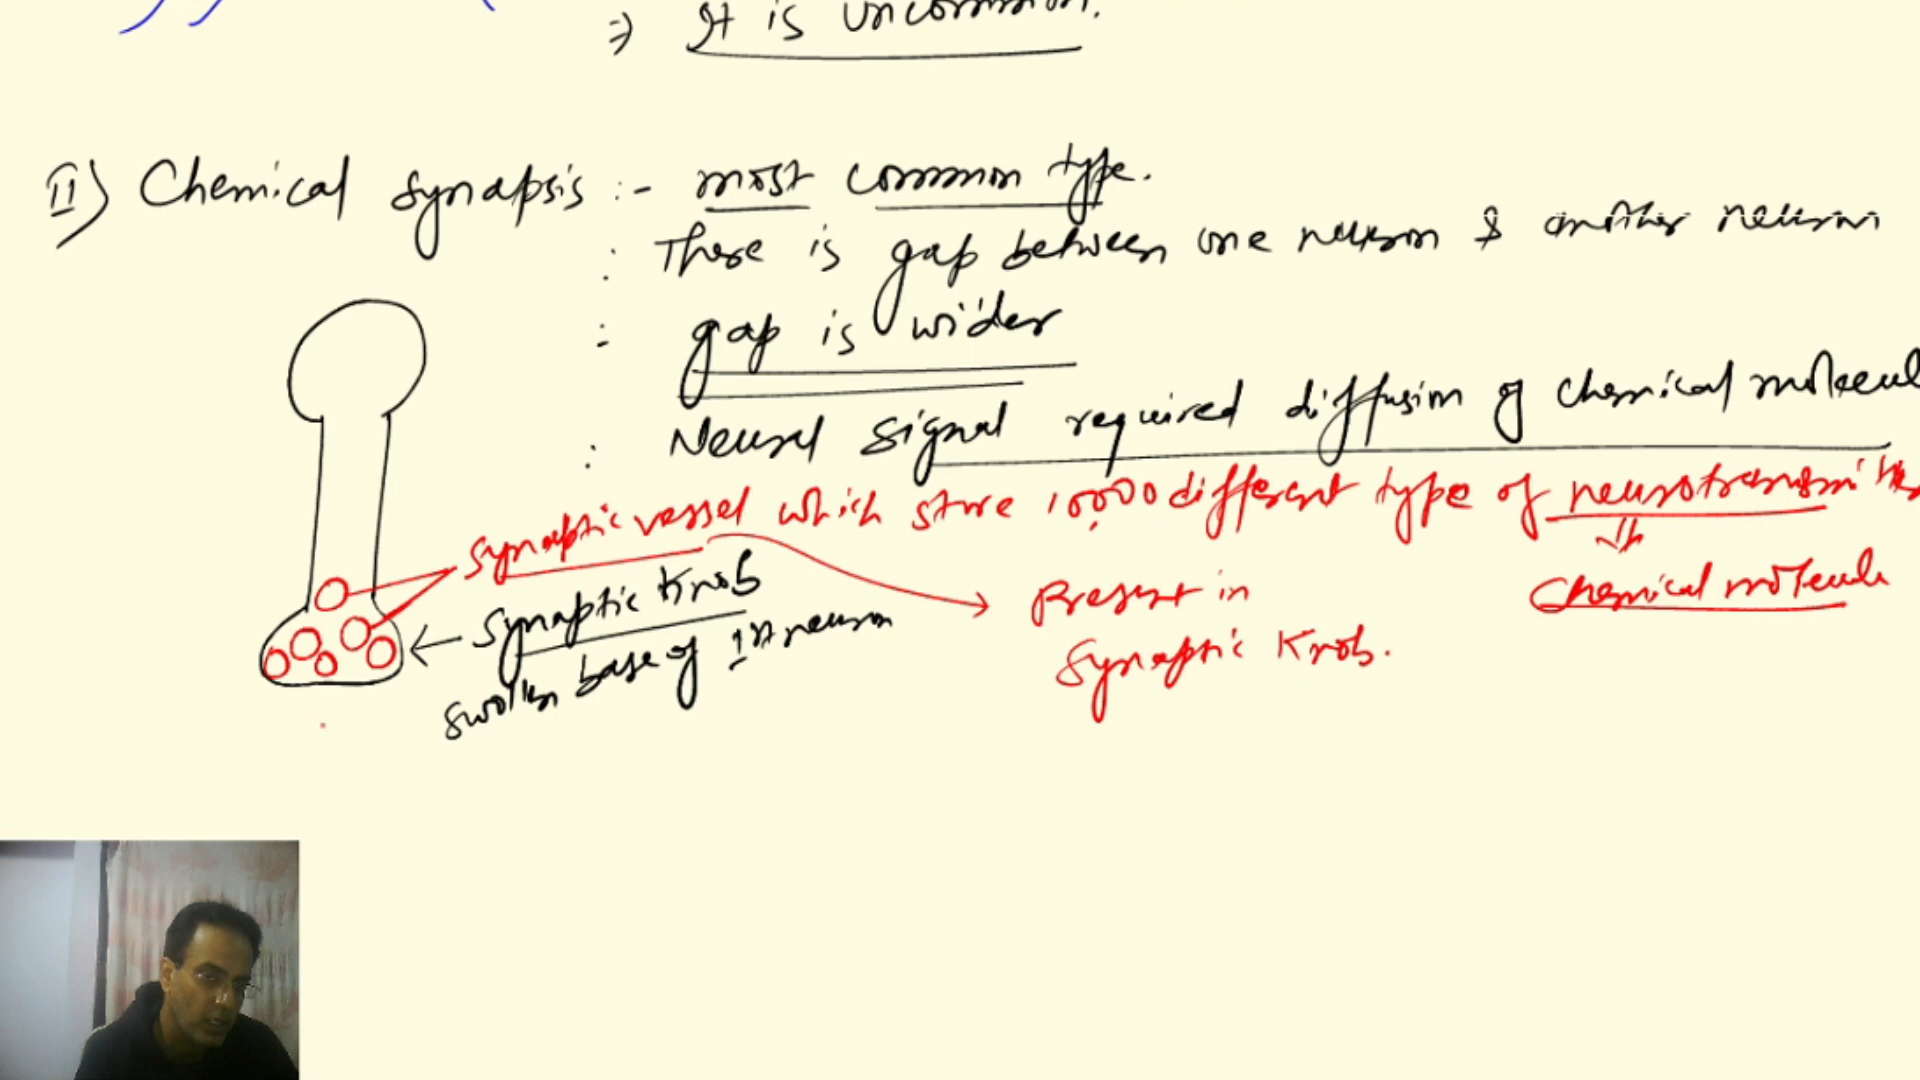 ⇒ It is uncommon.
II) Chemical synapsis :- most common type.
: There is gap between one neuron & another neuron
: gap is wider
: Neural signal required diffusion of chemical molecul
synaptic vessel which store 10,000 different type of neurotransmitter
⇓
Chemical molecule
← synaptic Knob
swollen base of 1st neuron
→ Present in
synaptic Knob.